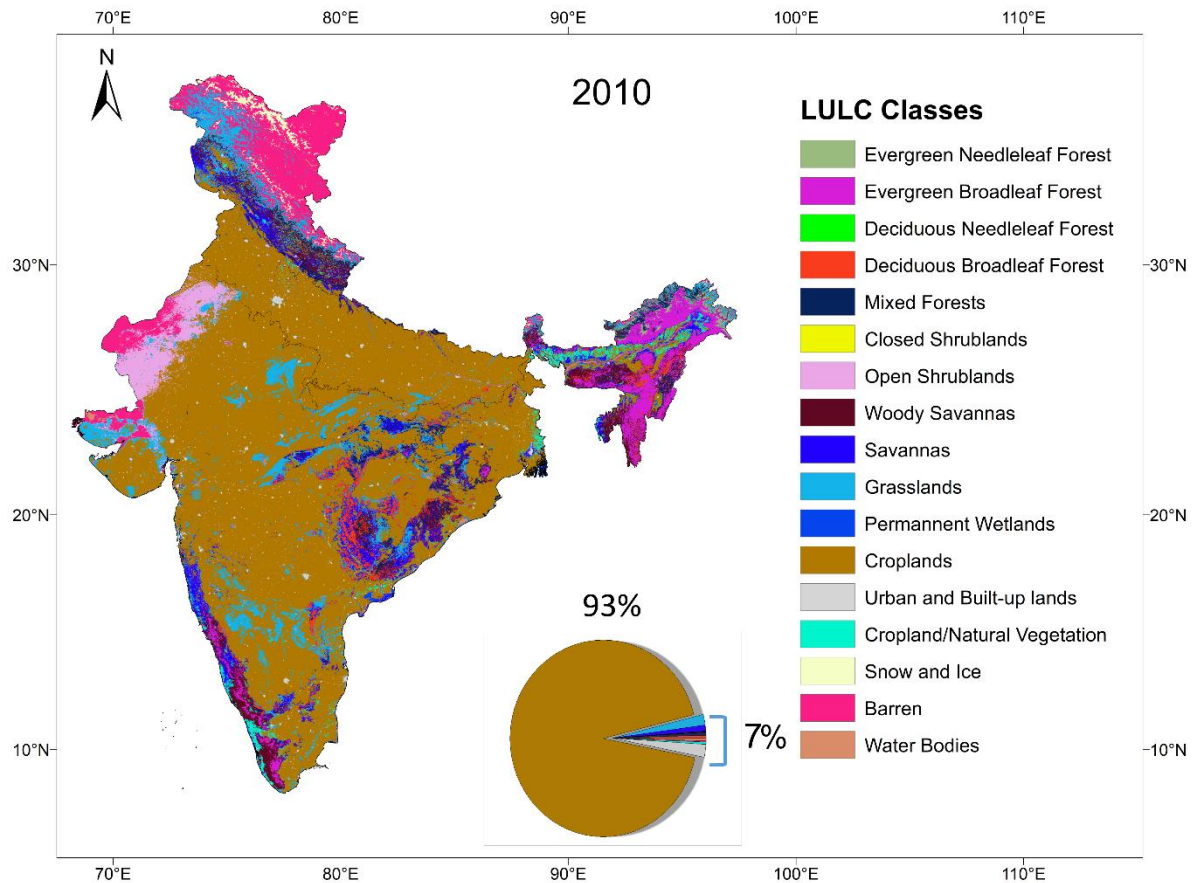 70°E 80°E 90°E 100°E 110°E
N
2010
LULC Classes
Evergreen Needleleaf Forest
Evergreen Broadleaf Forest
Deciduous Needleleaf Forest
Deciduous Broadleaf Forest
Mixed Forests
Closed Shrublands
Open Shrublands
Woody Savannas
Savannas
Grasslands
Permannent Wetlands
Croplands
Urban and Built-up lands
Cropland/Natural Vegetation
Snow and Ice
Barren
Water Bodies
30°N 30°N
20°N 20°N
93%
7%
10°N 10°N
70°E 80°E 90°E 100°E 110°E